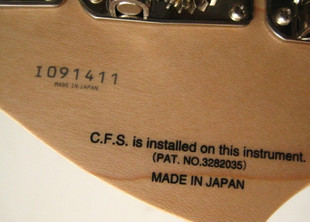 I091411
MADE IN JAPAN
C.F.S. is installed on this instrument.
(PAT. NO.3282035)
MADE IN JAPAN